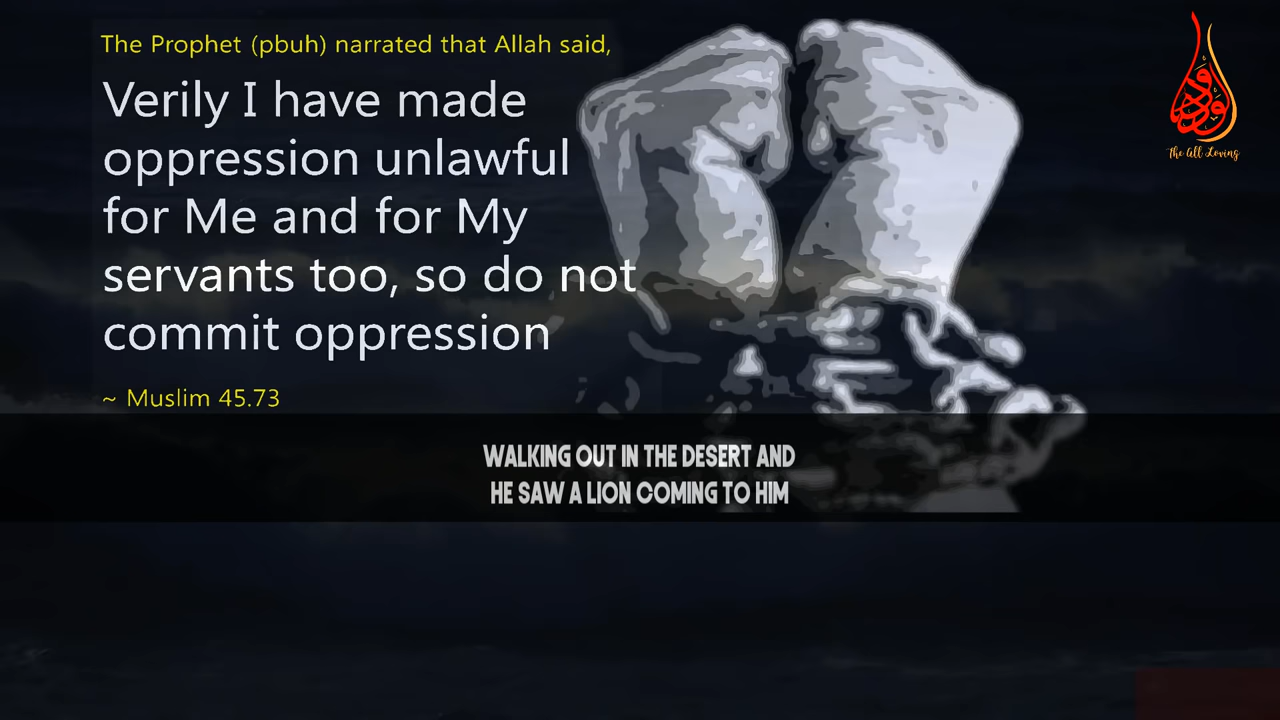 The Prophet (pbuh) narrated that Allah said,
Verily I have made
oppression unlawful
for Me and for My
servants too, so do not
commit oppression
~ Muslim 45.73
WALKING OUT IN THE DESERT AND
HE SAW A LION COMING TO HIM
الودود
The All Loving